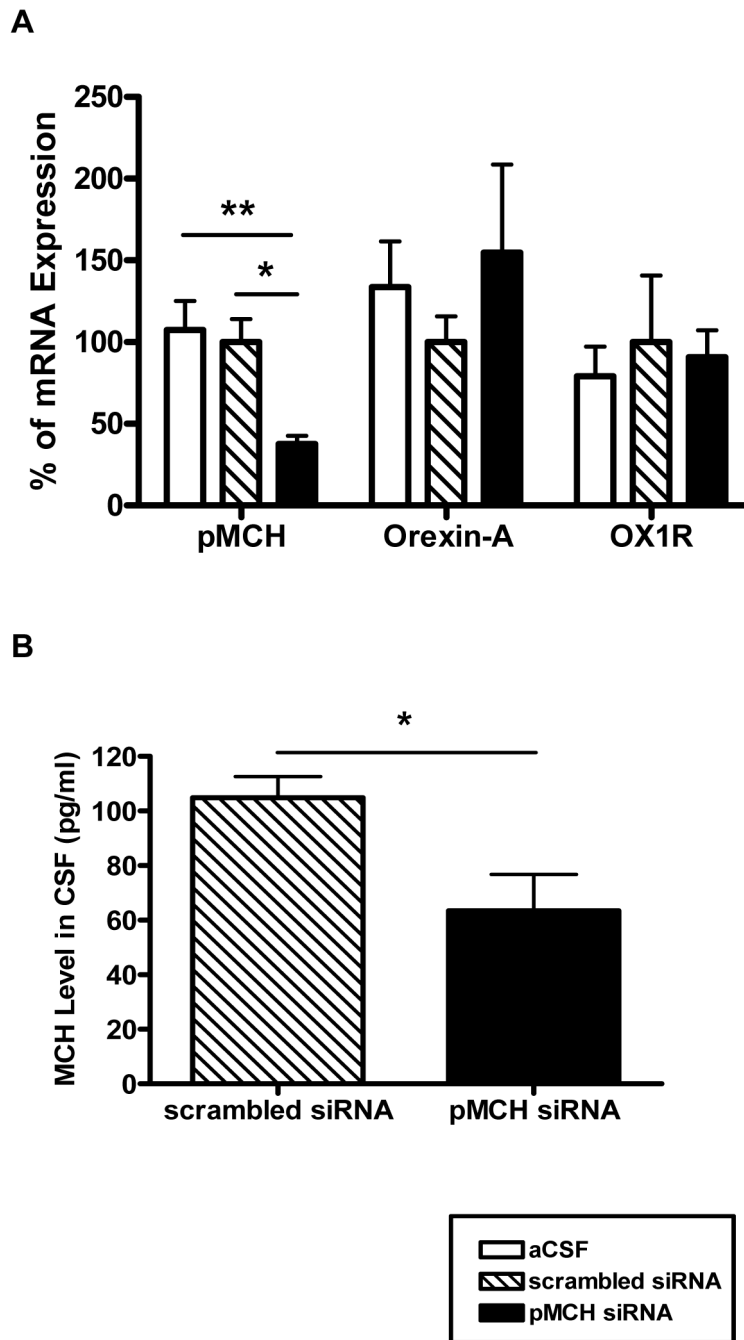 A
% of mRNA Expression
250
200
150
100
50
0
**
*
pMCH Orexin-A OX1R
B
MCH Level in CSF (pg/ml)
120
100
80
60
40
20
0
*
scrambled siRNA pMCH siRNA
aCSF
scrambled siRNA
pMCH siRNA